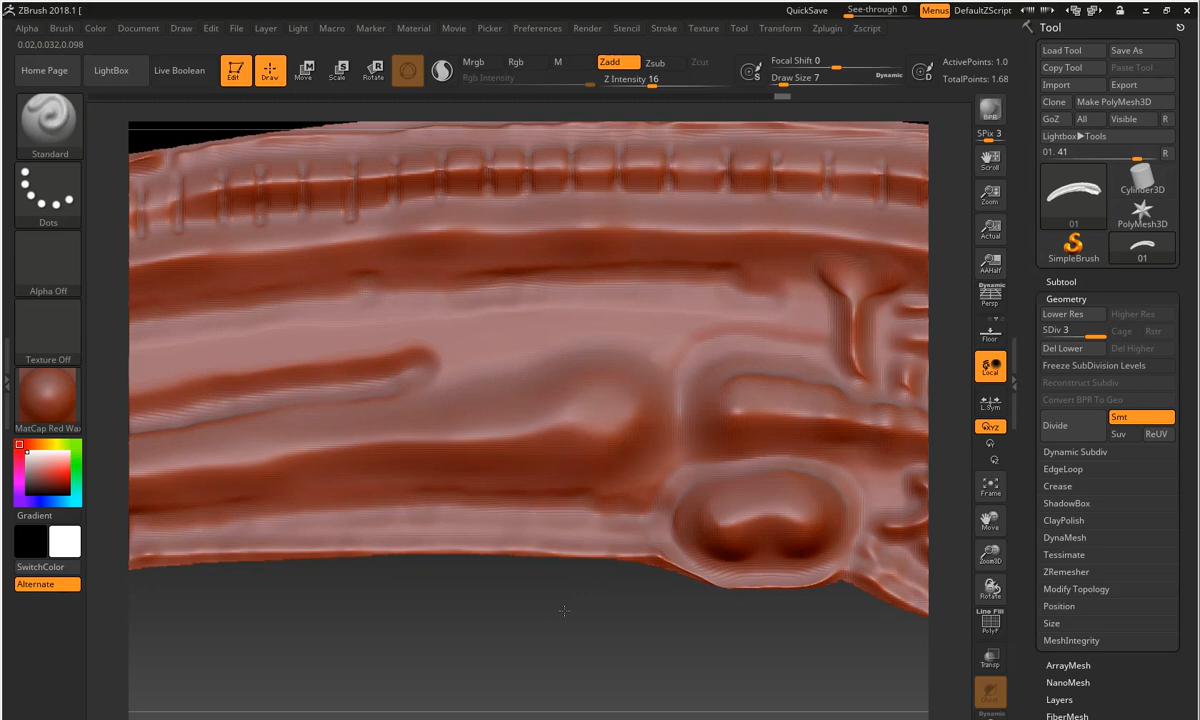 ZBrush 2018.1 [
QuickSave See-through 0 Menus DefaultZScript
Alpha Brush Color Document Draw Edit File Layer Light Macro Marker Material Movie Picker Preferences Render Stencil Stroke Texture Tool Transform Zplugin Zscript
0.02,0.032,0.098
Home Page LightBox Live Boolean Edit Draw Move Scale Rotate
Mrgb Rgb M Zadd Zsub Zcut
Rgb Intensity Z Intensity 16
Focal Shift 0
Draw Size 7 Dynamic
ActivePoints: 1.0
TotalPoints: 1.68
Standard
Dots
Alpha Off
Texture Off
MatCap Red Wax
Gradient
SwitchColor
Alternate
BPR
SPix 3
Scroll
Zoom
Actual
AAHalf
Dynamic
Persp
Floor
Local
L.Sym
XYZ
Frame
Move
Zoom3D
Rotate
Line Fill
PolyF
Transp
Dynamic
Tool
Load Tool Save As
Copy Tool Paste Tool
Import Export
Clone Make PolyMesh3D
GoZ All Visible R
Lightbox▶Tools
01. 41 R
01 Cylinder3D
PolyMesh3D
SimpleBrush 01
Subtool
Geometry
Lower Res Higher Res
SDiv 3 Cage Rstr
Del Lower Del Higher
Freeze SubDivision Levels
Reconstruct Subdiv
Convert BPR To Geo
Divide Smt
Suv ReUV
Dynamic Subdiv
EdgeLoop
Crease
ShadowBox
ClayPolish
DynaMesh
Tessimate
ZRemesher
Modify Topology
Position
Size
MeshIntegrity
ArrayMesh
NanoMesh
Layers
FiberMesh